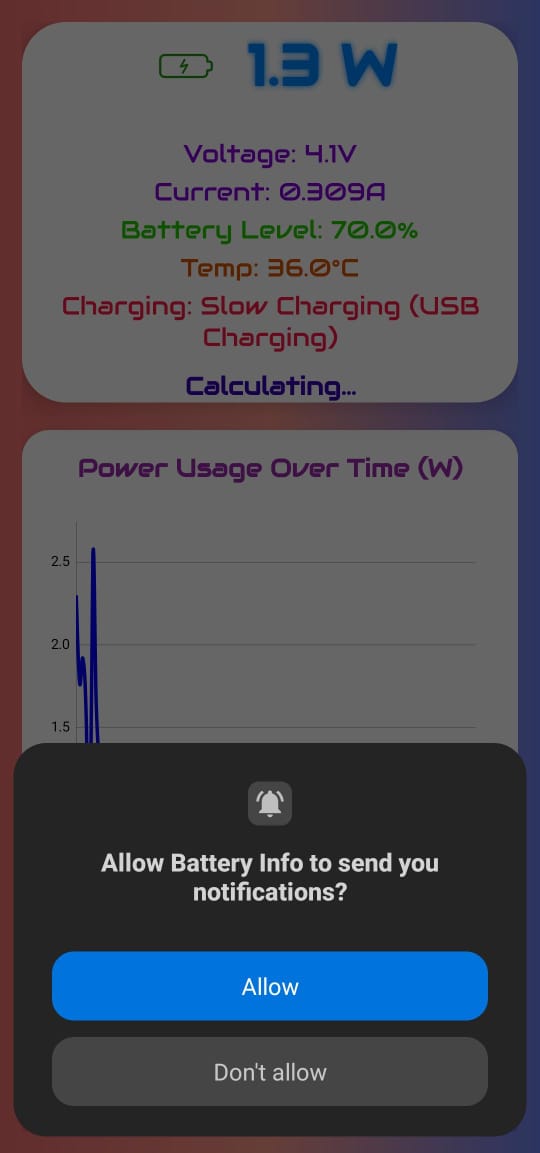 1.3 W
Voltage: 4.1V
Current: 0.309A
Battery Level: 70.0%
Temp: 36.0°C
Charging: Slow Charging (USB
Charging)
Calculating...
Power Usage Over Time (W)
2.5
2.0
1.5
Allow Battery Info to send you
notifications?
Allow
Don't allow